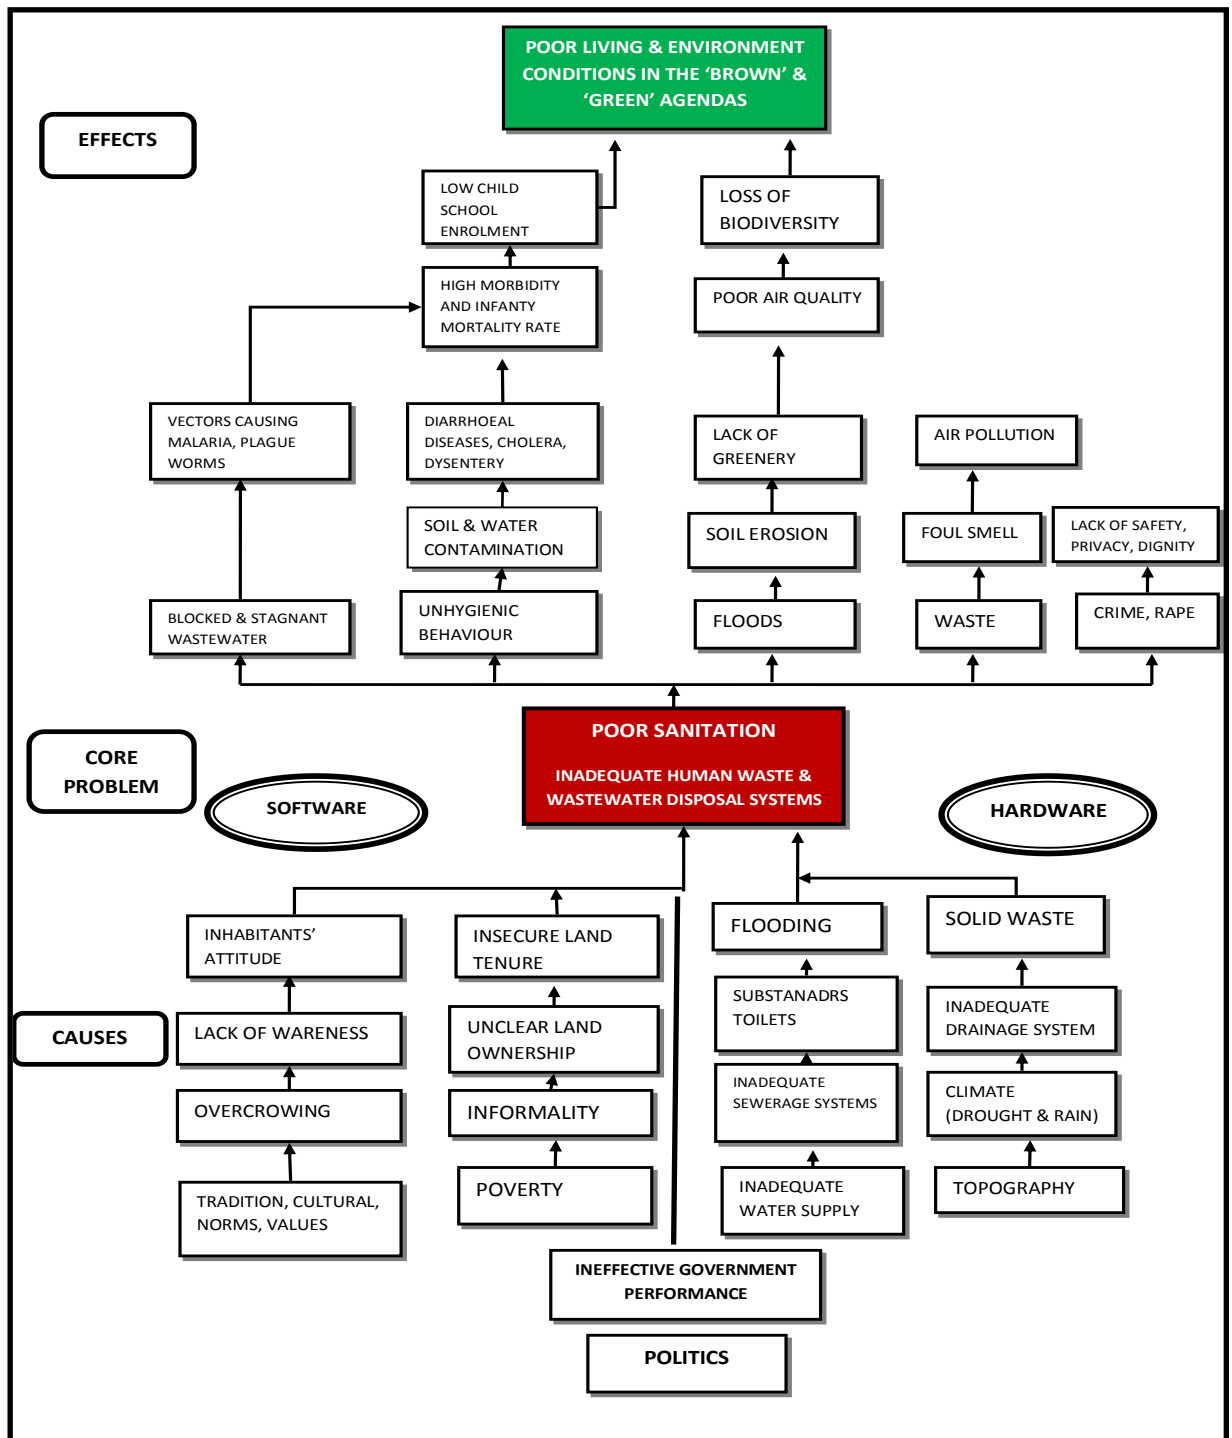 POOR LIVING & ENVIRONMENT
CONDITIONS IN THE ‘BROWN’ &
‘GREEN’ AGENDAS
EFFECTS
LOW CHILD
SCHOOL
ENROLMENT
LOSS OF
BIODIVERSITY
HIGH MORBIDITY
AND INFANTY
MORTALITY RATE
POOR AIR QUALITY
VECTORS CAUSING
MALARIA, PLAGUE
WORMS
DIARRHOEAL
DISEASES, CHOLERA,
DYSENTERY
LACK OF
GREENERY
AIR POLLUTION
SOIL & WATER
CONTAMINATION
SOIL EROSION
FOUL SMELL
LACK OF SAFETY,
PRIVACY, DIGNITY
BLOCKED & STAGNANT
WASTEWATER
UNHYGIENIC
BEHAVIOUR
FLOODS
WASTE
CRIME, RAPE
CORE
PROBLEM
POOR SANITATION
INADEQUATE HUMAN WASTE &
WASTEWATER DISPOSAL SYSTEMS
SOFTWARE
HARDWARE
INHABITANTS’
ATTITUDE
INSECURE LAND
TENURE
FLOODING
SOLID WASTE
CAUSES
LACK OF WARENESS
UNCLEAR LAND
OWNERSHIP
SUBSTANADRS
TOILETS
INADEQUATE
DRAINAGE SYSTEM
OVERCROWING
INFORMALITY
INADEQUATE
SEWERAGE SYSTEMS
CLIMATE
(DROUGHT & RAIN)
TRADITION, CULTURAL,
NORMS, VALUES
POVERTY
INADEQUATE
WATER SUPPLY
TOPOGRAPHY
INEFFECTIVE GOVERNMENT
PERFORMANCE
POLITICS